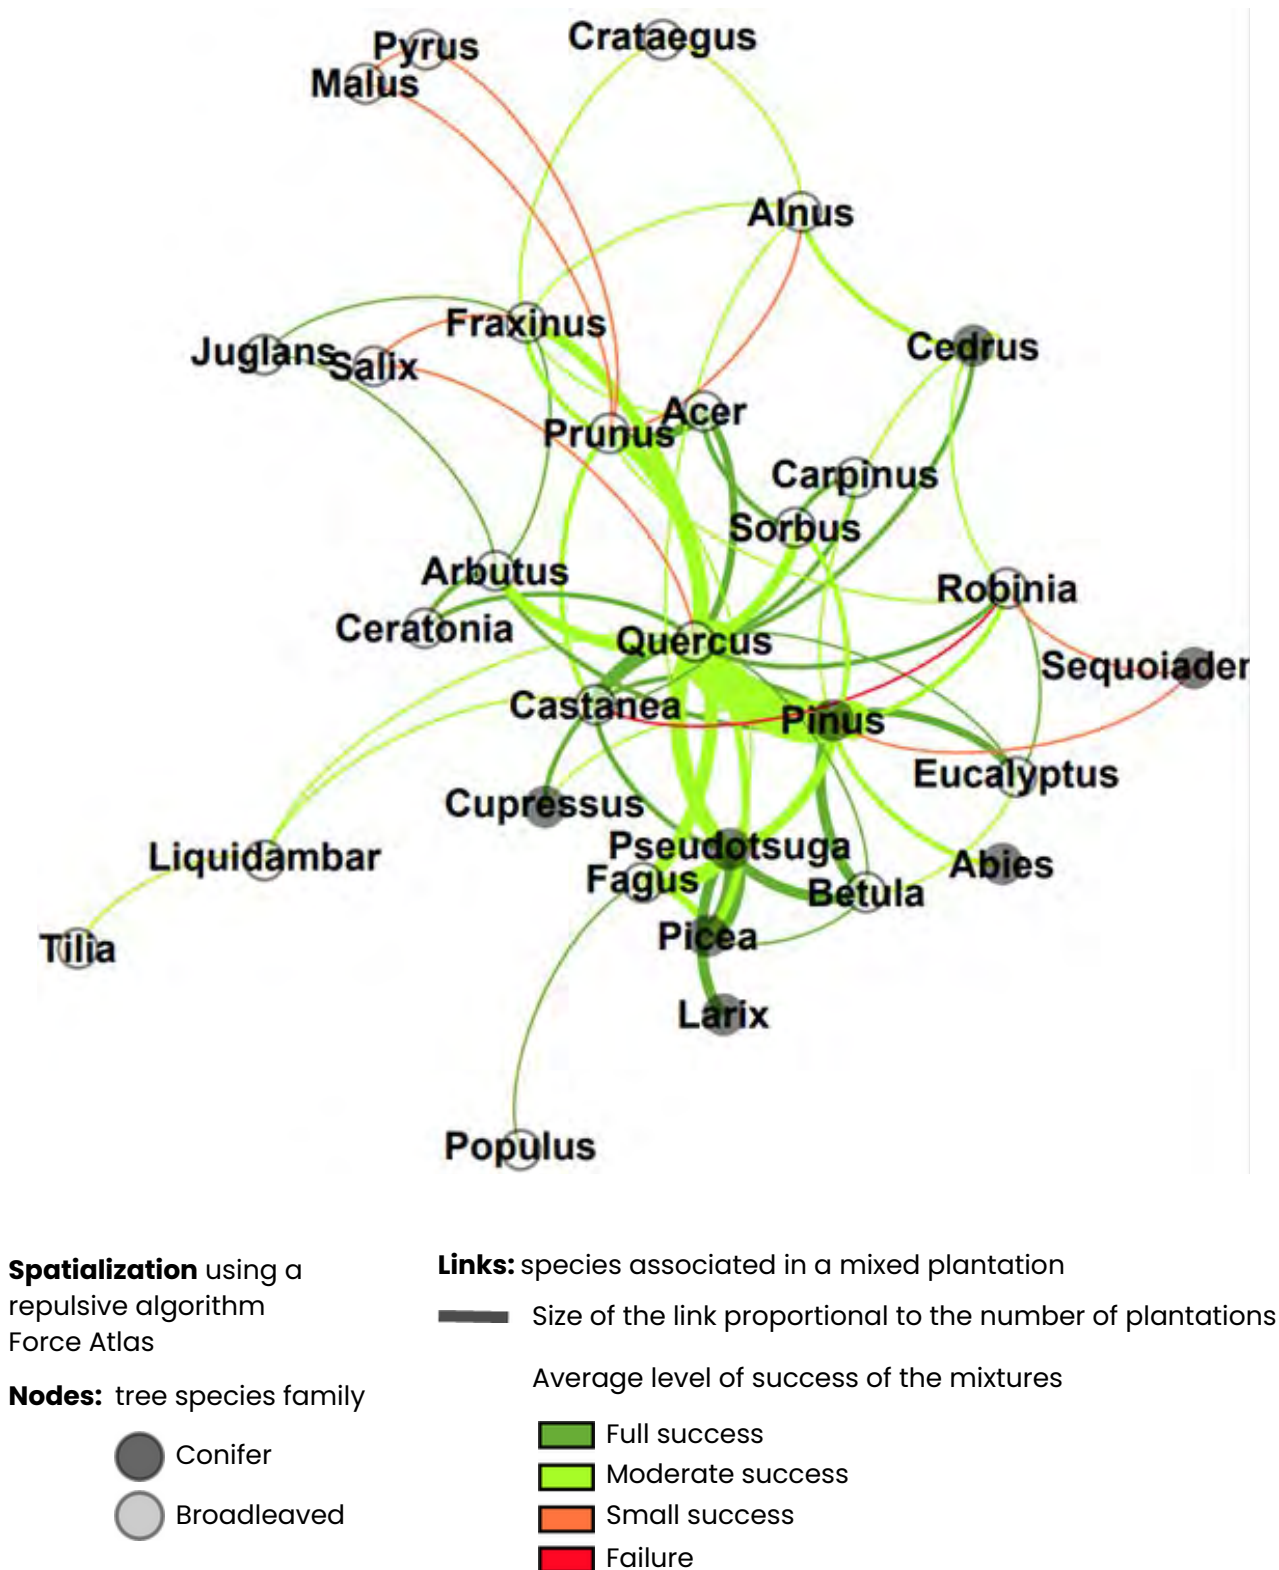 Pyrus
Crataegus
Malus
Alnus
Fraxinus
Juglans
Salix
Cedrus
Acer
Prunus
Carpinus
Sorbus
Arbutus
Robinia
Ceratonia
Quercus
Sequoiader
Castanea
Pinus
Eucalyptus
Cupressus
Pseudotsuga
Liquidambar
Abies
Fagus
Betula
Tilia
Picea
Larix
Populus
Spatialization using a
repulsive algorithm
Force Atlas
Nodes: tree species family
Conifer
Broadleaved
Links: species associated in a mixed plantation
Size of the link proportional to the number of plantations
Average level of success of the mixtures
Full success
Moderate success
Small success
Failure